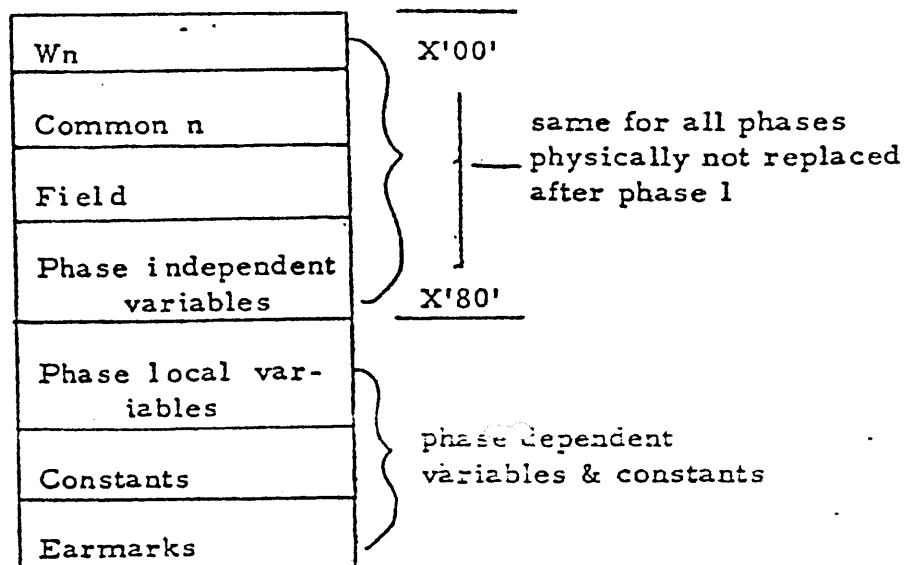 Wn
Common n
Field
Phase independent
variables
Phase local var-
iables
Constants
Earmarks
X'00'
same for all phases
physically not replaced
after phase 1
X'80'
phase dependent
variables & constants